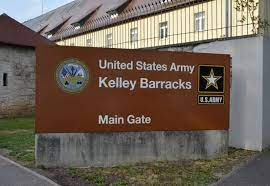 United States Army
Kelley Barracks
Main Gate
U.S. ARMY